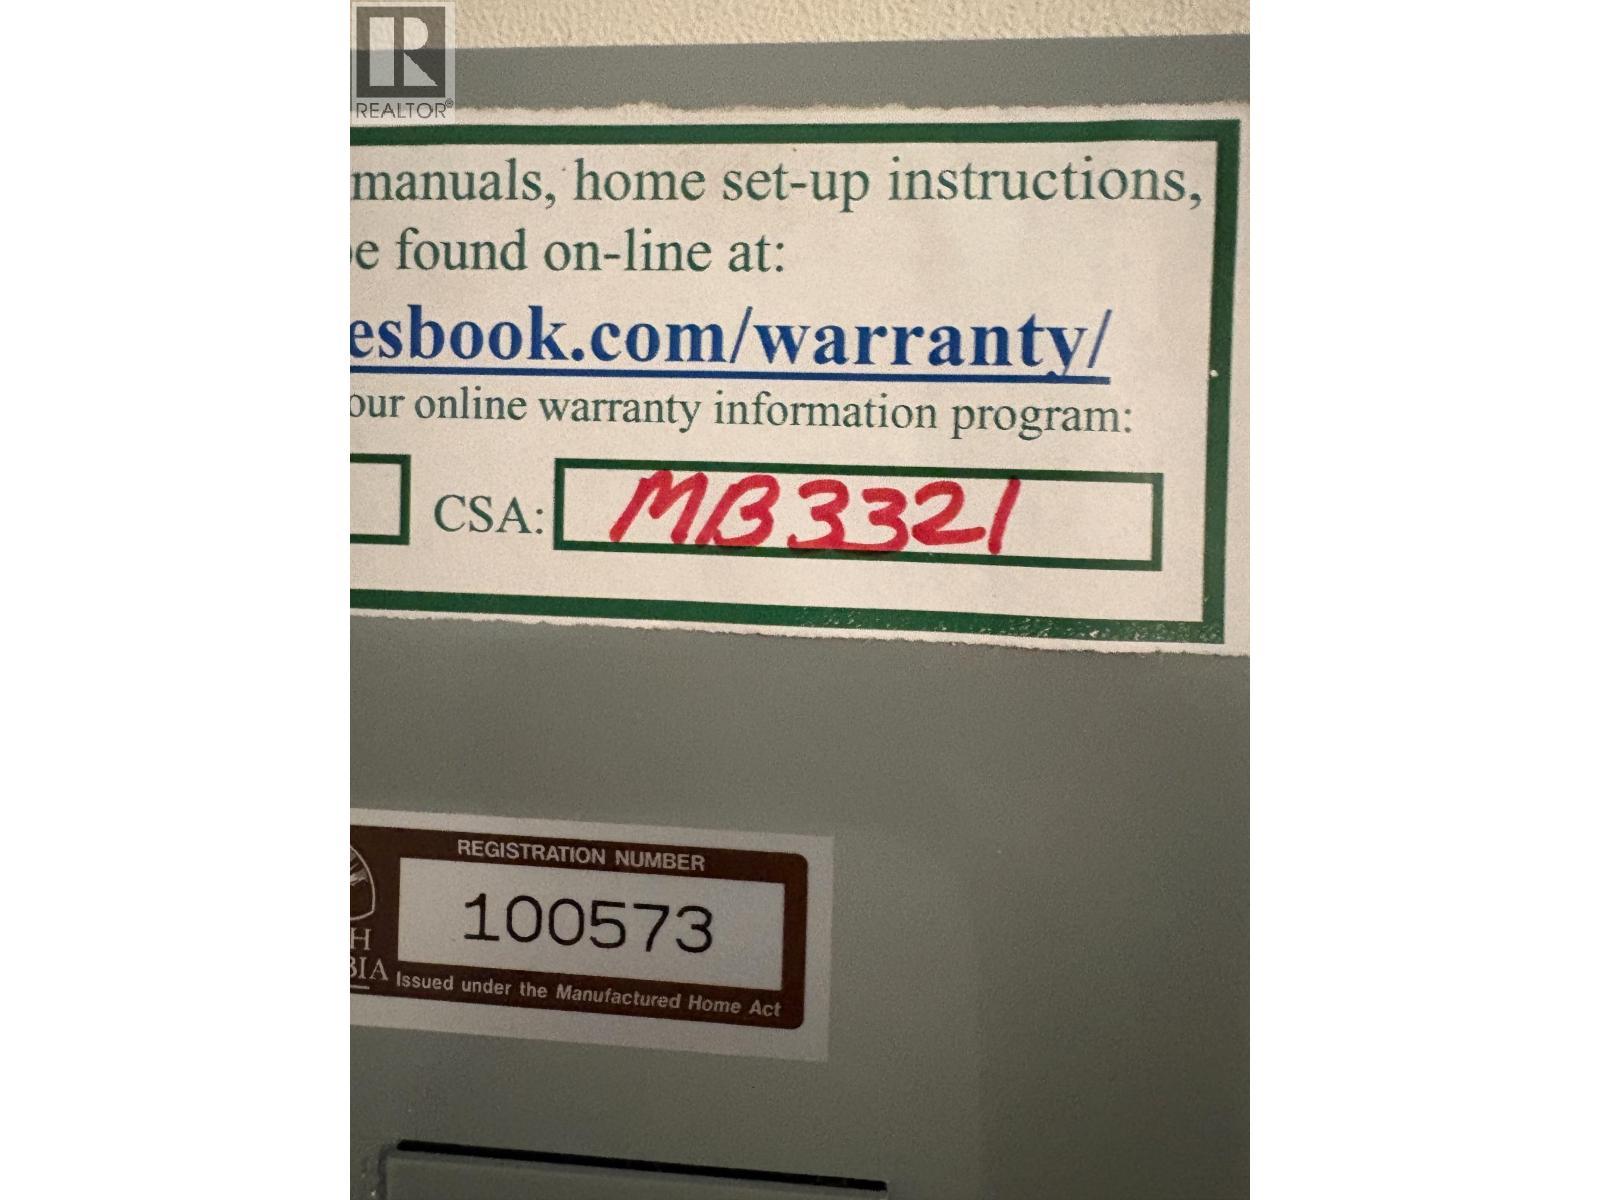 REALTOR®
manuals, home set-up instructions,
e found on-line at:
esbook.com/warranty/
our online warranty information program:
CSA: MB3321
REGISTRATION NUMBER
100573
H
BIA
Issued under the Manufactured Home Act